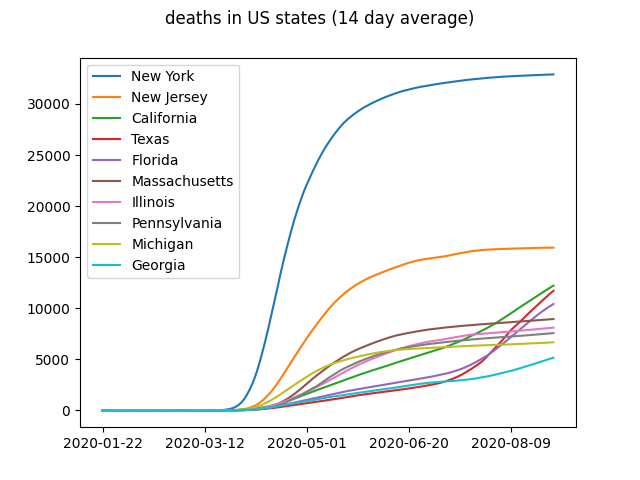 deaths in US states (14 day average)
New York
New Jersey
California
Texas
Florida
Massachusetts
Illinois
Pennsylvania
Michigan
Georgia
30000
25000
20000
15000
10000
5000
0
2020-01-22 2020-03-12 2020-05-01 2020-06-20 2020-08-09